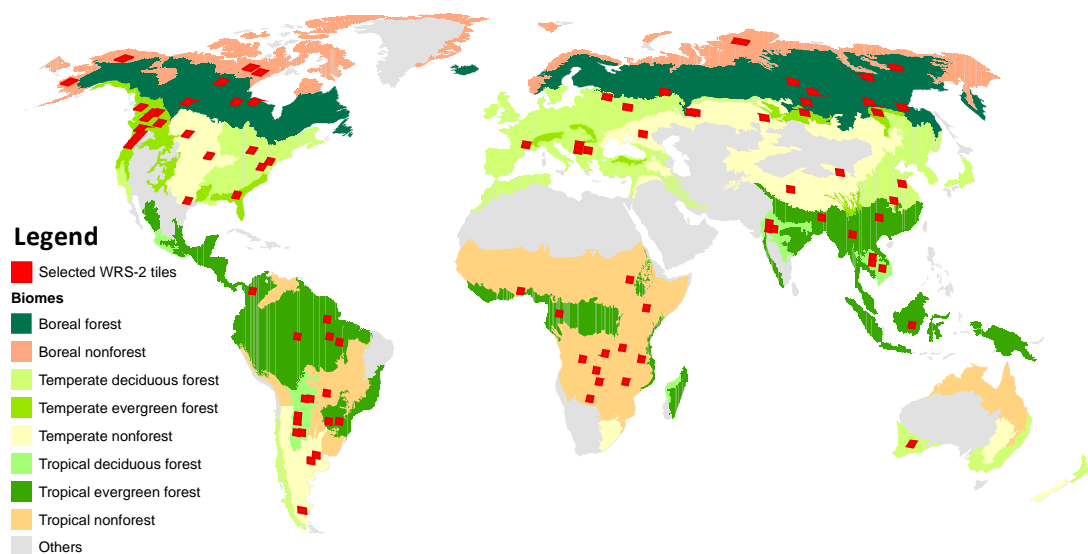 Legend
Selected WRS-2 tiles
Biomes
Boreal forest
Boreal nonforest
Temperate deciduous forest
Temperate evergreen forest
Temperate nonforest
Tropical deciduous forest
Tropical evergreen forest
Tropical nonforest
Others